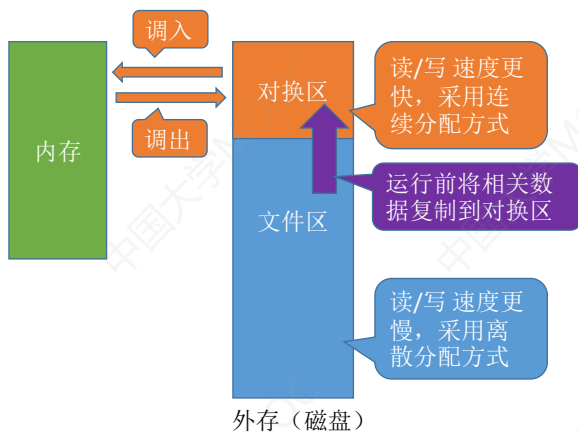 调入
调出
内存
对换区
文件区
读/写 速度更
快，采用连
续分配方式
运行前将相关数
据复制到对换区
读/写 速度更
慢，采用离
散分配方式
外存（磁盘）